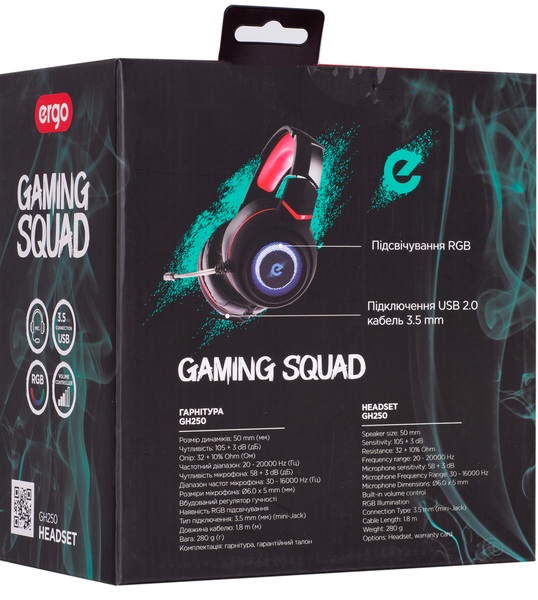 ergo
GAMING
SQUAD
MIC.
3.5
CONNECTION
USB
RGB
VOLUME
CONTROLLER
GH250
HEADSET
Підсвічування RGB
Підключення USB 2.0
кабель 3.5 mm
GAMING SQUAD
ГАРНІТУРА
GH250
Розмір динаміків: 50 mm (мм)
Чутливість: 105 + 3 dB (дБ)
Опір: 32 + 10% Ohm (Ом)
Частотний діапазон: 20 - 20000 Hz (Гц)
Чутливість мікрофона: 58 + 3 dB (дБ)
Діапазон частот мікрофона: 30 - 16000 Hz (Гц)
Розміри мікрофона: Ø6.0 x 5 mm (мм)
Вбудований регулятор гучності
Наявність RGB підсвічування
Тип підключення: 3,5 mm (мм) (mini-Jack)
Довжина кабелю: 1,8 m (м)
Вага: 280 g (г)
Комплектація: гарнітура, гарантійний талон
HEADSET
GH250
Speaker size: 50 mm
Sensitivity: 105 + 3 dB
Resistance: 32 + 10% Ohm
Frequency range: 20 - 20000 Hz
Microphone sensitivity: 58 + 3 dB
Microphone Frequency Range: 30 - 16000 Hz
Microphone Dimensions: Ø6.0 x 5 mm
Built-in volume control
RGB Illumination
Connection Type: 3.5 mm (mini-Jack)
Cable Length: 1.8 m
Weight: 280 g
Options: Headset, warranty card